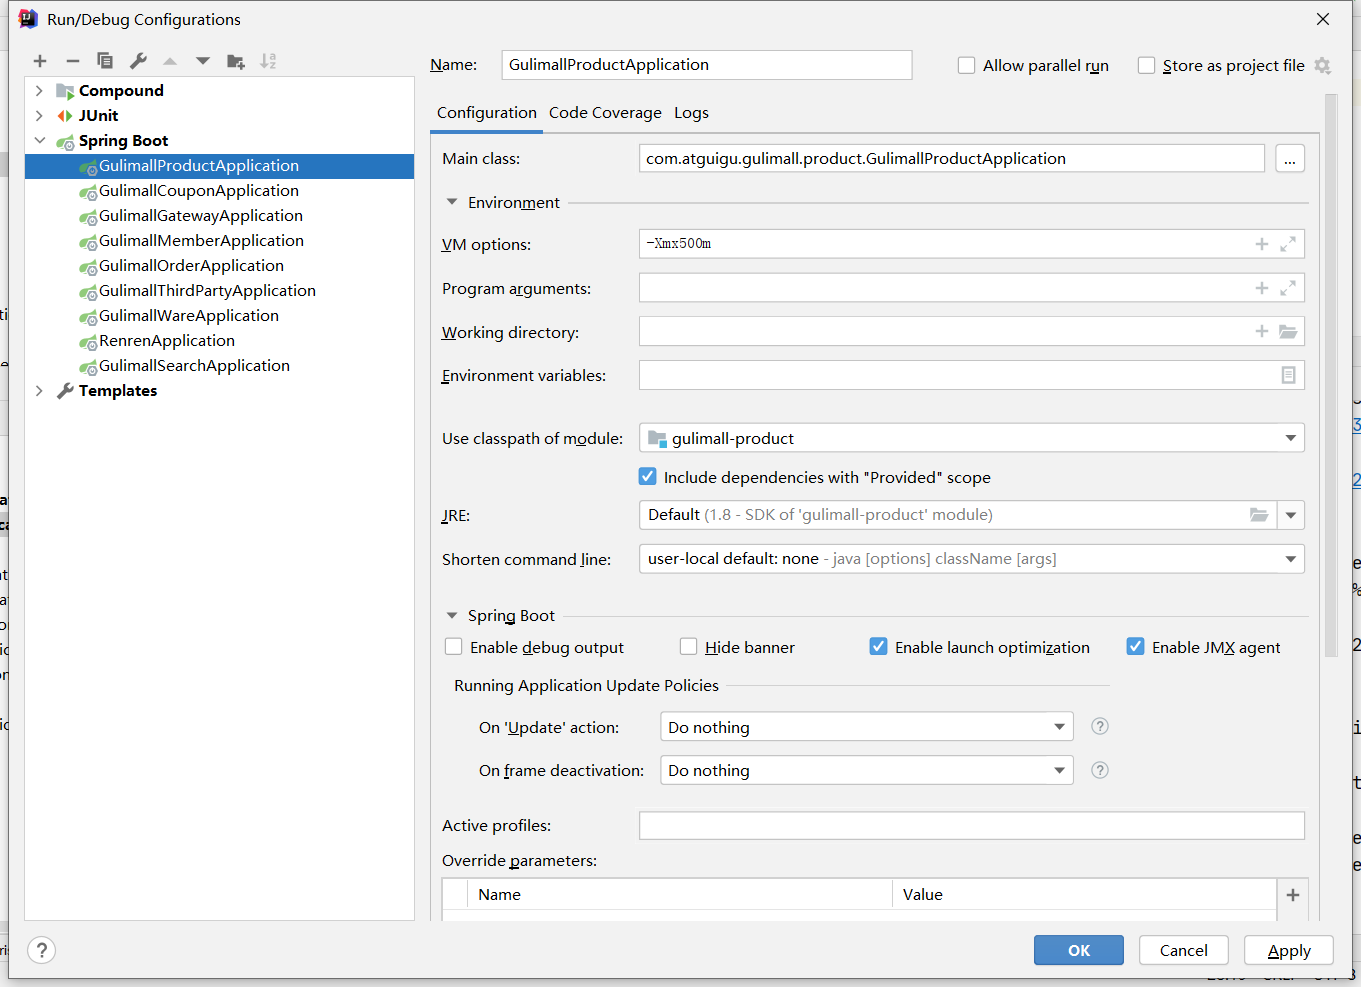 Run/Debug Configurations
Name: GulimallProductApplication Allow parallel run Store as project file
Compound
JUnit
Spring Boot
GulimallProductApplication
GulimallCouponApplication
GulimallGatewayApplication
GulimallMemberApplication
GulimallOrderApplication
GulimallThirdPartyApplication
GulimallWareApplication
RenrenApplication
GulimallSearchApplication
Templates
Configuration Code Coverage Logs
Main class: com.atguigu.gulimall.product.GulimallProductApplication ...
Environment
VM options: -Xmx500m
Program arguments:
Working directory:
Environment variables:
Use classpath of module: gulimall-product
Include dependencies with "Provided" scope
JRE: Default (1.8 - SDK of 'gulimall-product' module)
Shorten command line: user-local default: none - java [options] className [args]
Spring Boot
Enable debug output Hide banner Enable launch optimization Enable JMX agent
Running Application Update Policies
On 'Update' action: Do nothing ?
On frame deactivation: Do nothing ?
Active profiles:
Override parameters:
Name Value
? OK Cancel Apply